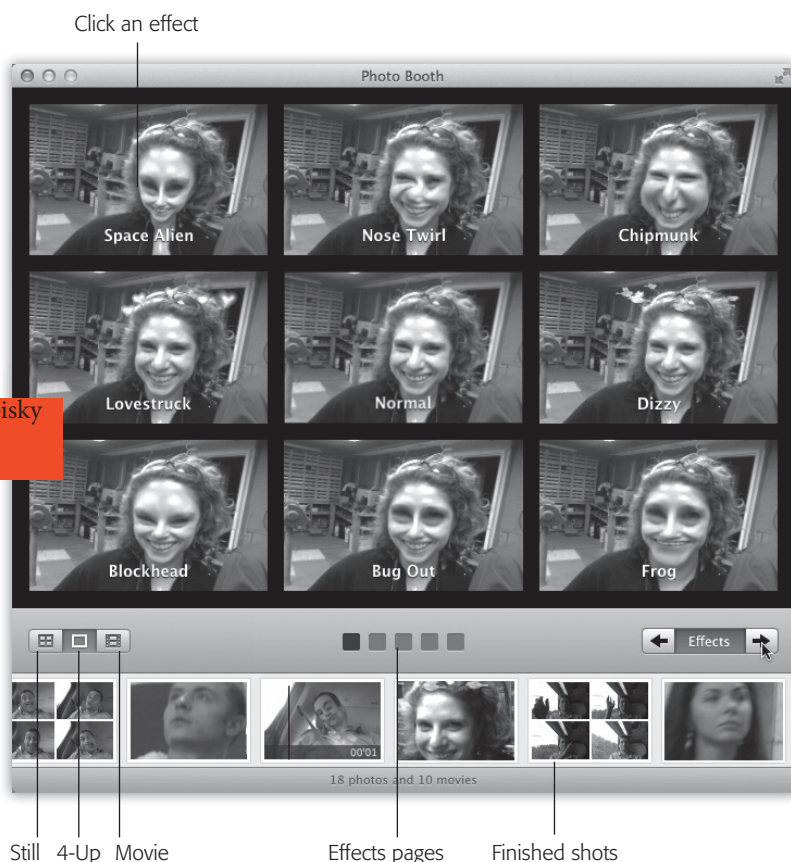 Click an effect
Photo Booth
Space Alien
Nose Twirl
Chipmunk
Lovestruck
Normal
Dizzy
isky
Blockhead
Bug Out
Frog
Effects
00'01
18 photos and 10 movies
Still
4-Up
Movie
Effects pages
Finished shots